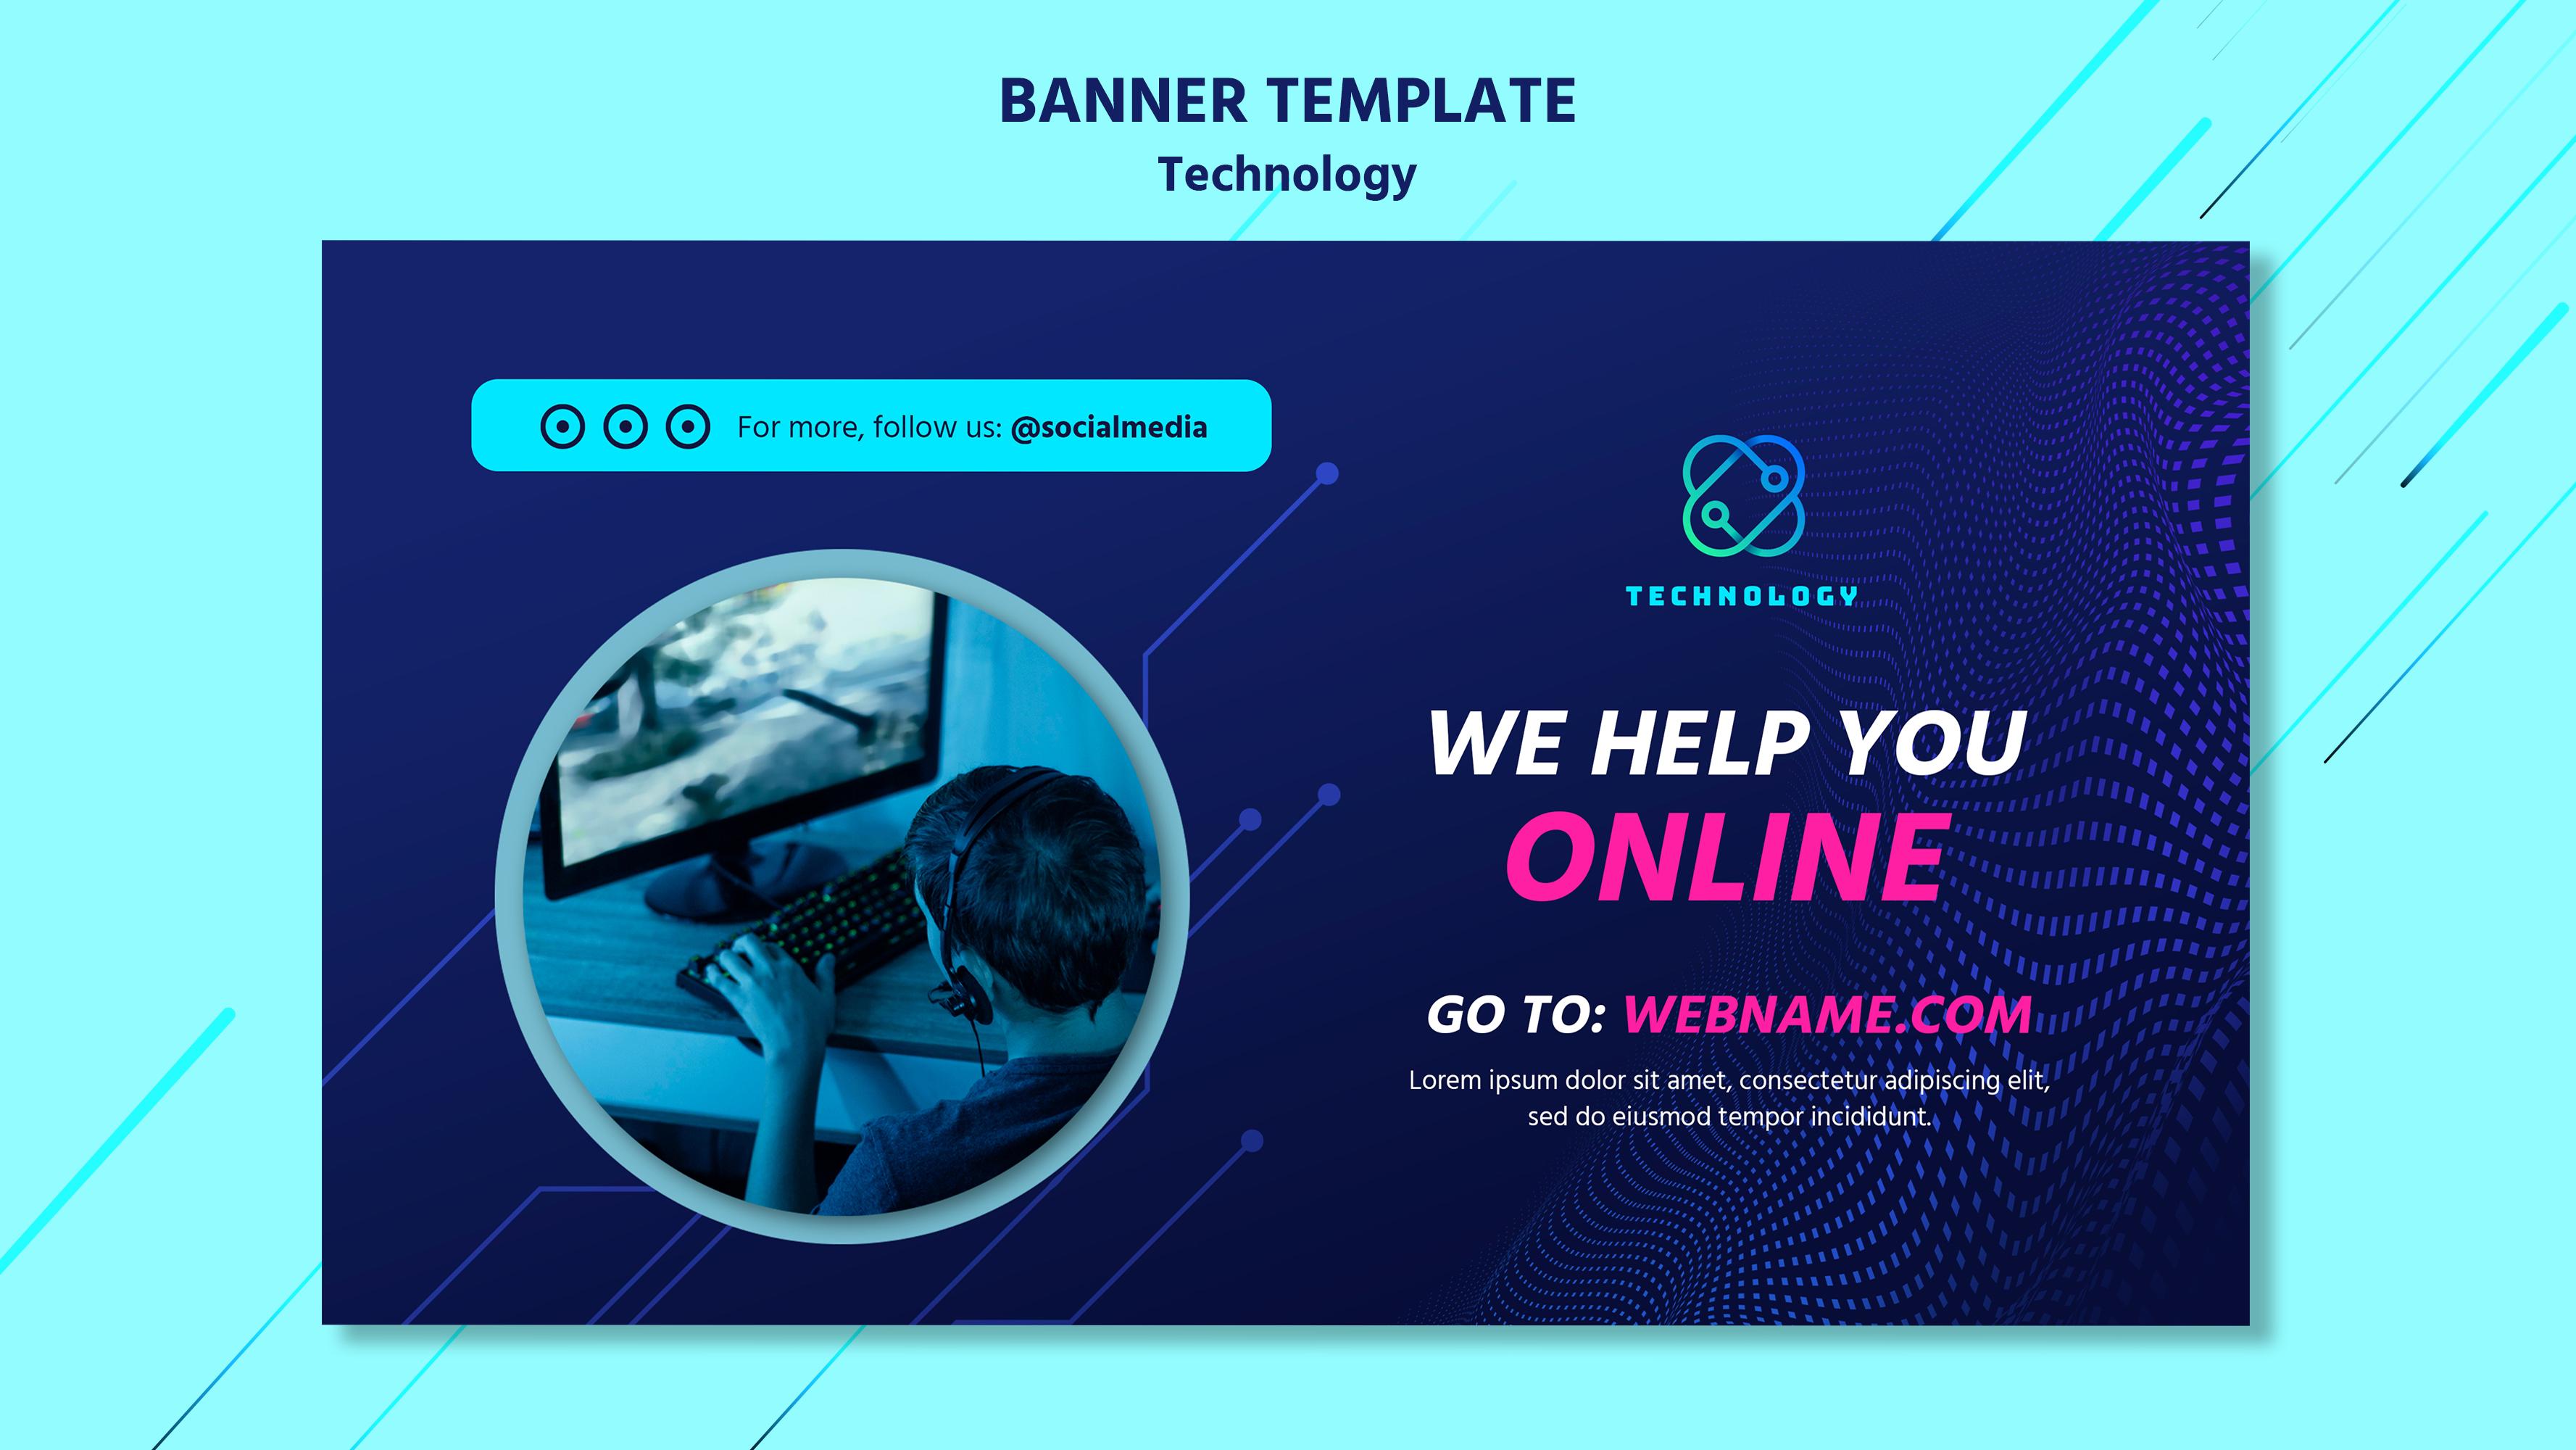 BANNER TEMPLATE
Technology
For more, follow us: @socialmedia
TECHNOLOGY
WE HELP YOU
ONLINE
GO TO: WEBNAME.COM
Lorem ipsum dolor sit amet, consectetur adipiscing elit,
sed do eiusmod tempor incididunt.